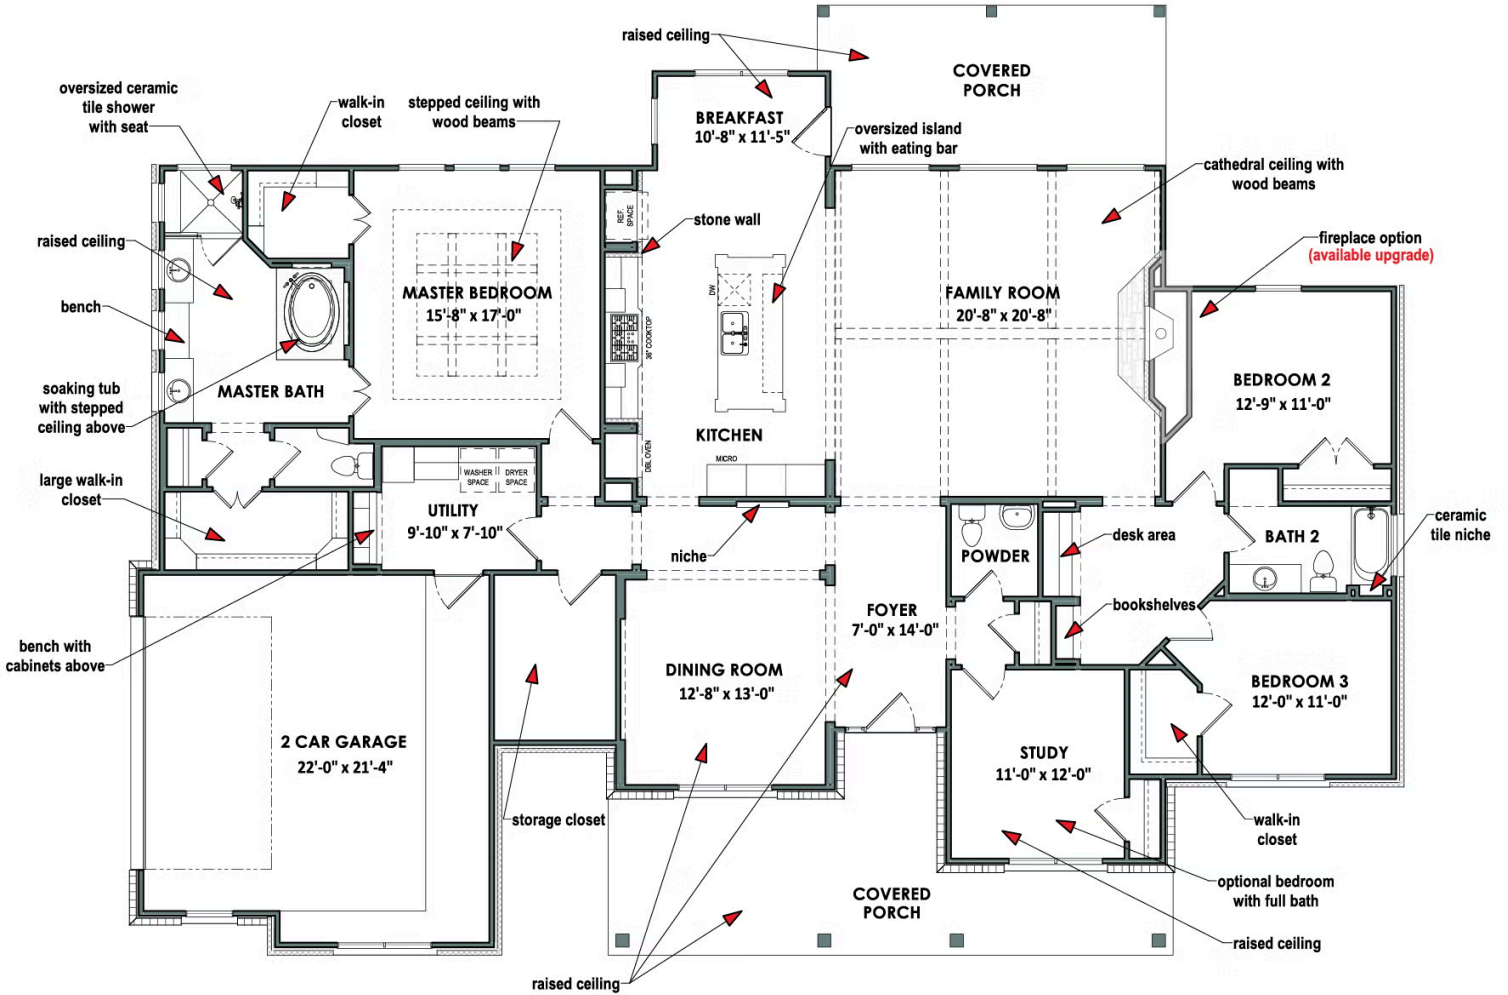 raised ceiling
COVERED
PORCH
oversized ceramic
tile shower
with seat
walk-in
closet
stepped ceiling with
wood beams
BREAKFAST
10'-8" x 11'-5"
oversized island
with eating bar
cathedral ceiling with
wood beams
REF.
SPACE
stone wall
raised ceiling
fireplace option
(available upgrade)
bench
MASTER BEDROOM
15'-8" x 17'-0"
DW
FAMILY ROOM
20'-8" x 20'-8"
36" COOKTOP
soaking tub
with stepped
ceiling above
MASTER BATH
BEDROOM 2
12'-9" x 11'-0"
KITCHEN
DBL OVEN
MICRO
large walk-in
closet
WASHER
SPACE
DRYER
SPACE
UTILITY
9'-10" x 7'-10"
niche
POWDER
desk area
BATH 2
ceramic
tile niche
bench with
cabinets above
FOYER
7'-0" x 14'-0"
bookshelves
DINING ROOM
12'-8" x 13'-0"
BEDROOM 3
12'-0" x 11'-0"
2 CAR GARAGE
22'-0" x 21'-4"
STUDY
11'-0" x 12'-0"
storage closet
walk-in
closet
COVERED
PORCH
optional bedroom
with full bath
raised ceiling
raised ceiling